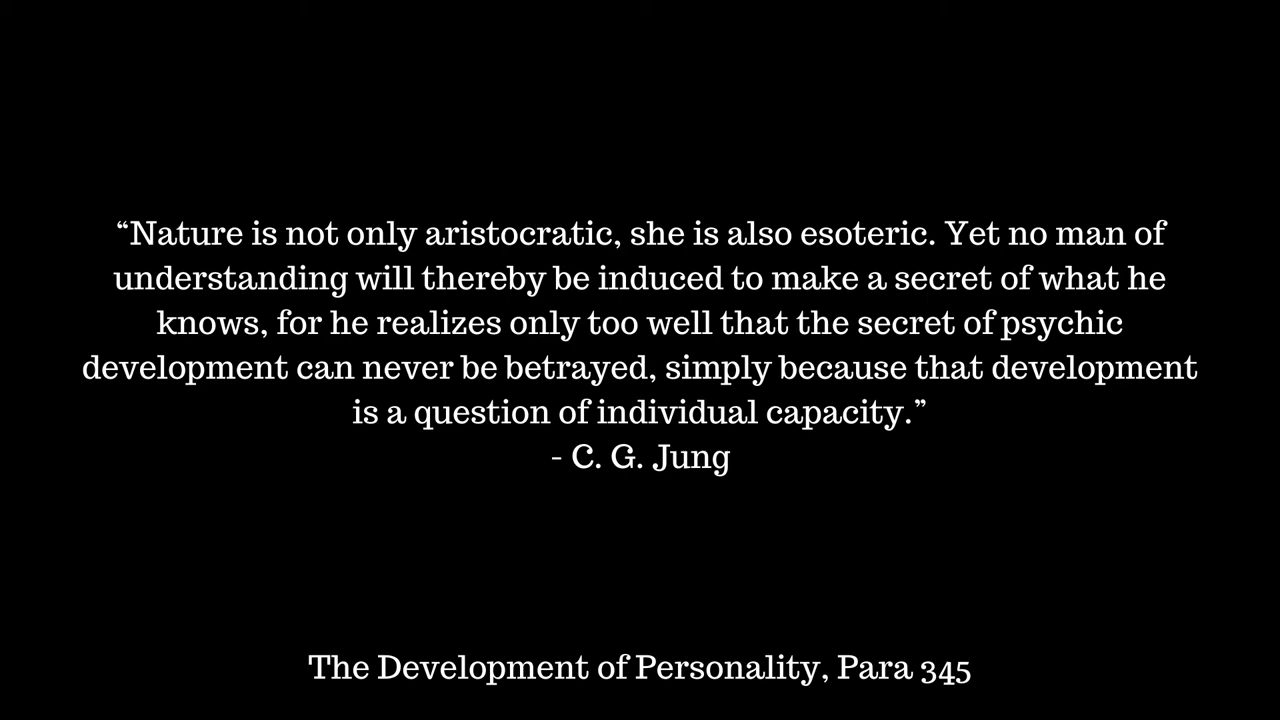 “Nature is not only aristocratic, she is also esoteric. Yet no man of
understanding will thereby be induced to make a secret of what he
knows, for he realizes only too well that the secret of psychic
development can never be betrayed, simply because that development
is a question of individual capacity.”
- C. G. Jung
The Development of Personality, Para 345